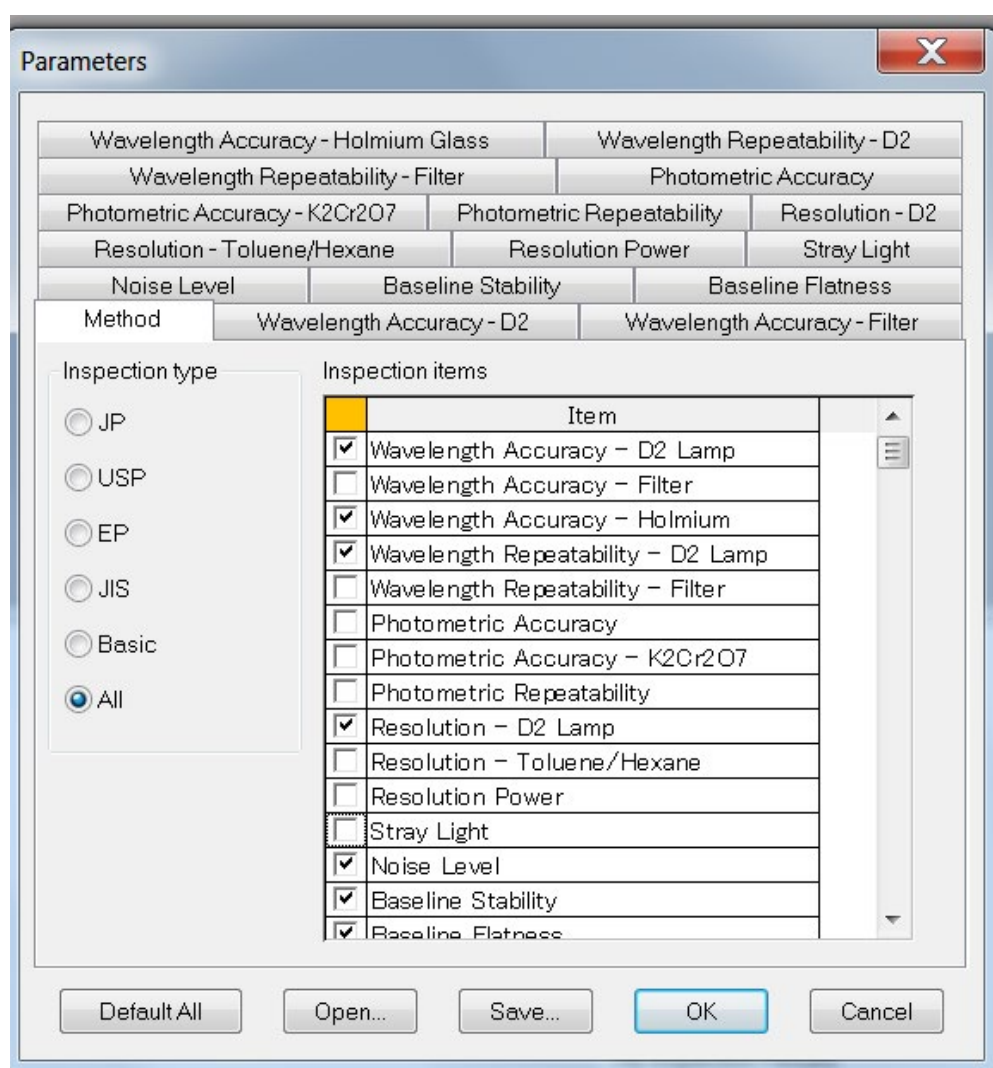 Parameters
Wavelength Accuracy - Holmium Glass
Wavelength Repeatability - D2
Wavelength Repeatability - Filter
Photometric Accuracy
Photometric Accuracy - K2Cr2O7
Photometric Repeatability
Resolution - D2
Resolution - Toluene/Hexane
Resolution Power
Stray Light
Noise Level
Baseline Stability
Baseline Flatness
Method
Wavelength Accuracy - D2
Wavelength Accuracy - Filter
Inspection type
JP
USP
EP
JIS
Basic
All
Inspection items
Item
Wavelength Accuracy - D2 Lamp
Wavelength Accuracy - Filter
Wavelength Accuracy - Holmium
Wavelength Repeatability - D2 Lamp
Wavelength Repeatability - Filter
Photometric Accuracy
Photometric Accuracy - K2Cr2O7
Photometric Repeatability
Resolution - D2 Lamp
Resolution - Toluene/Hexane
Resolution Power
Stray Light
Noise Level
Baseline Stability
Baseline Flatness
Default All
Open...
Save...
OK
Cancel